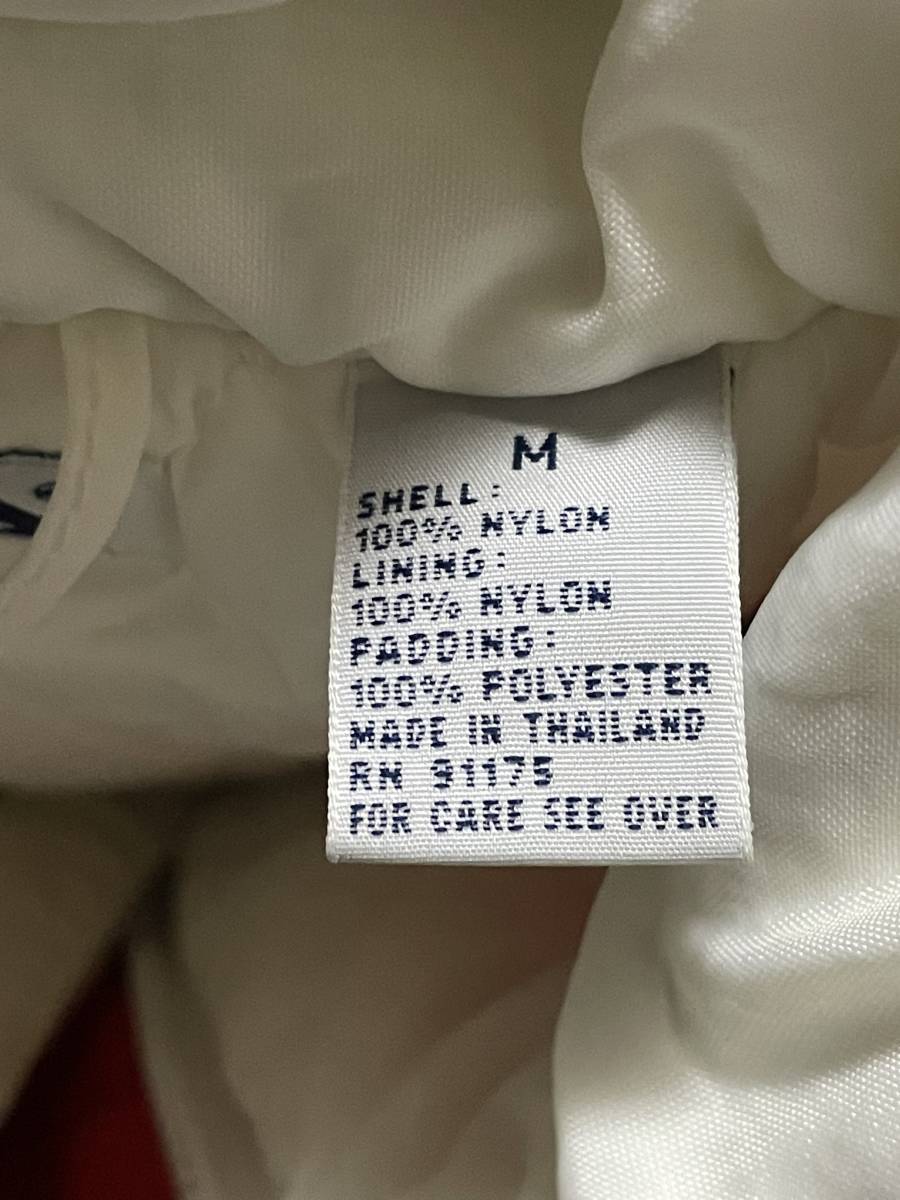 M
SHELL:
100% NYLON
LINING:
100% NYLON
PADDING:
100% POLYESTER
MADE IN THAILAND
RN 91175
FOR CARE SEE OVER